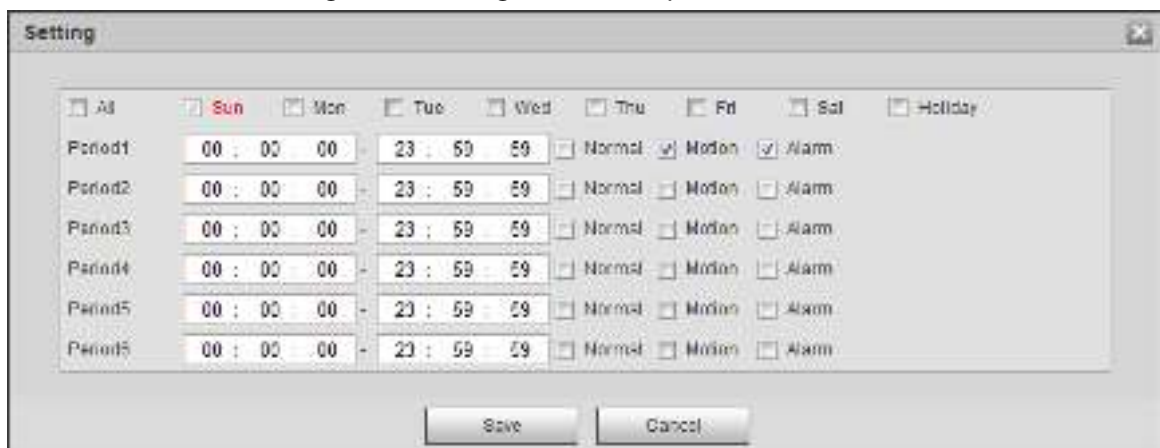 Setting
All Sun Mon Tue Wed Thu Fri Sat Holiday
Period1 00 : 00 : 00 - 23 : 59 : 59 Normal Motion Alarm
Period2 00 : 00 : 00 - 23 : 59 : 59 Normal Motion Alarm
Period3 00 : 00 : 00 - 23 : 59 : 59 Normal Motion Alarm
Period4 00 : 00 : 00 - 23 : 59 : 59 Normal Motion Alarm
Period5 00 : 00 : 00 - 23 : 59 : 59 Normal Motion Alarm
Period6 00 : 00 : 00 - 23 : 59 : 59 Normal Motion Alarm
Save Cancel